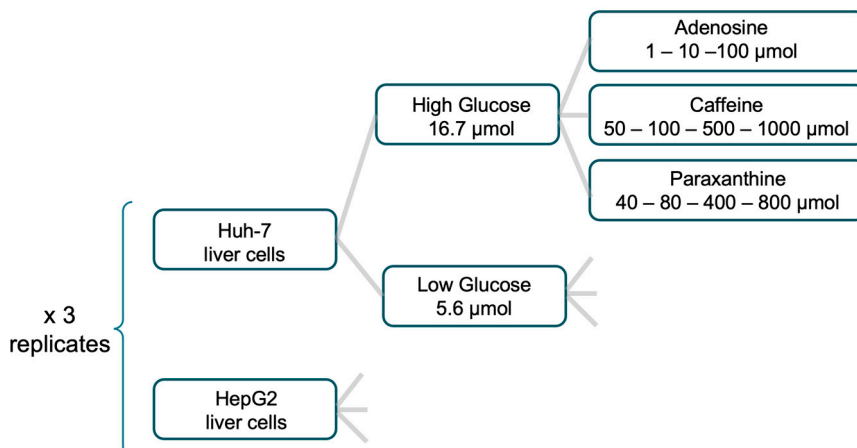 Adenosine
1 – 10 –100 µmol
High Glucose
16.7 µmol
Caffeine
50 – 100 – 500 – 1000 µmol
Paraxanthine
40 – 80 – 400 – 800 µmol
Huh-7
liver cells
Low Glucose
5.6 µmol
x 3
replicates
HepG2
liver cells